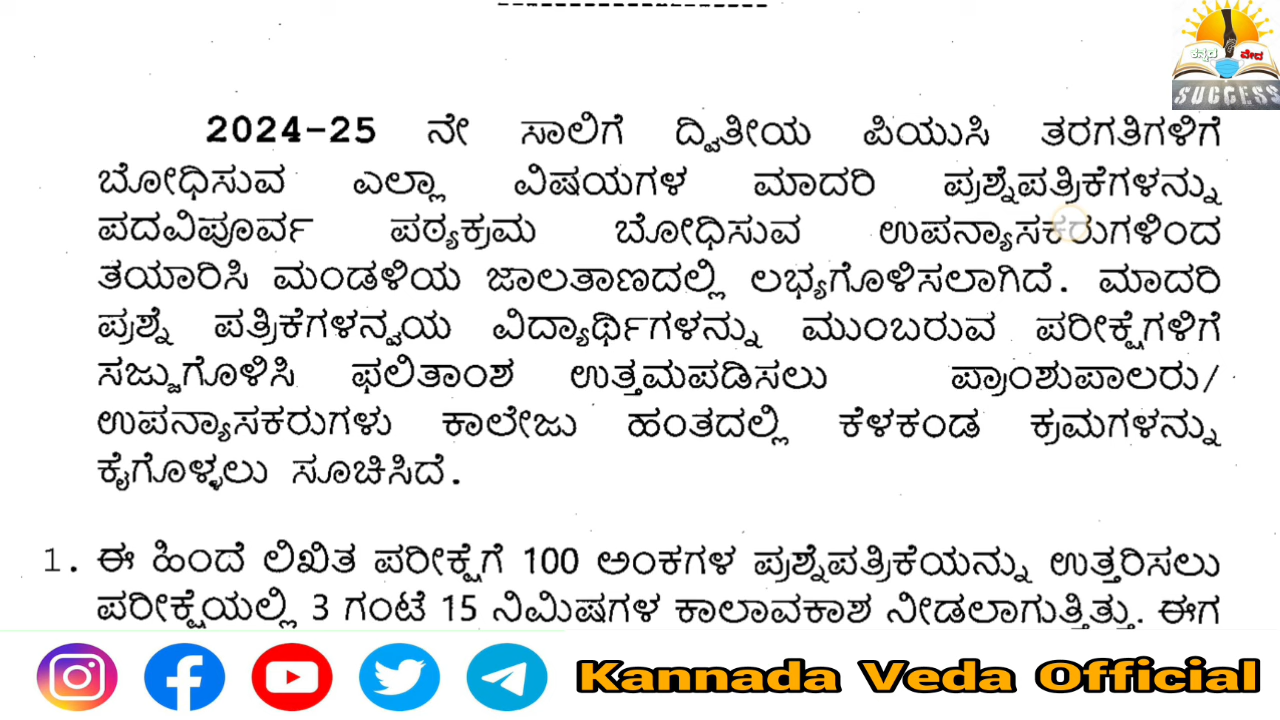 ಕನ್ನಡ ವೇದ
SUCCESS
2024-25 ನೇ ಸಾಲಿಗೆ ದ್ವಿತೀಯ ಪಿಯುಸಿ ತರಗತಿಗಳಿಗೆ
ಬೋಧಿಸುವ ಎಲ್ಲಾ ವಿಷಯಗಳ ಮಾದರಿ ಪ್ರಶ್ನೆಪತ್ರಿಕೆಗಳನ್ನು
ಪದವಿಪೂರ್ವ ಪಠ್ಯಕ್ರಮ ಬೋಧಿಸುವ ಉಪನ್ಯಾಸಕರುಗಳಿಂದ
ತಯಾರಿಸಿ ಮಂಡಳಿಯ ಜಾಲತಾಣದಲ್ಲಿ ಲಭ್ಯಗೊಳಿಸಲಾಗಿದೆ. ಮಾದರಿ
ಪ್ರಶ್ನೆ ಪತ್ರಿಕೆಗಳನ್ವಯ ವಿದ್ಯಾರ್ಥಿಗಳನ್ನು ಮುಂಬರುವ ಪರೀಕ್ಷೆಗಳಿಗೆ
ಸಜ್ಜುಗೊಳಿಸಿ ಫಲಿತಾಂಶ ಉತ್ತಮಪಡಿಸಲು ಪ್ರಾಂಶುಪಾಲರು/
ಉಪನ್ಯಾಸಕರುಗಳು ಕಾಲೇಜು ಹಂತದಲ್ಲಿ ಕೆಳಕಂಡ ಕ್ರಮಗಳನ್ನು
ಕೈಗೊಳ್ಳಲು ಸೂಚಿಸಿದೆ.
1. ಈ ಹಿಂದೆ ಲಿಖಿತ ಪರೀಕ್ಷೆಗೆ 100 ಅಂಕಗಳ ಪ್ರಶ್ನೆಪತ್ರಿಕೆಯನ್ನು ಉತ್ತರಿಸಲು
ಪರೀಕ್ಷೆಯಲ್ಲಿ 3 ಗಂಟೆ 15 ನಿಮಿಷಗಳ ಕಾಲಾವಕಾಶ ನೀಡಲಾಗುತ್ತಿತ್ತು. ಈಗ
Kannada Veda Official